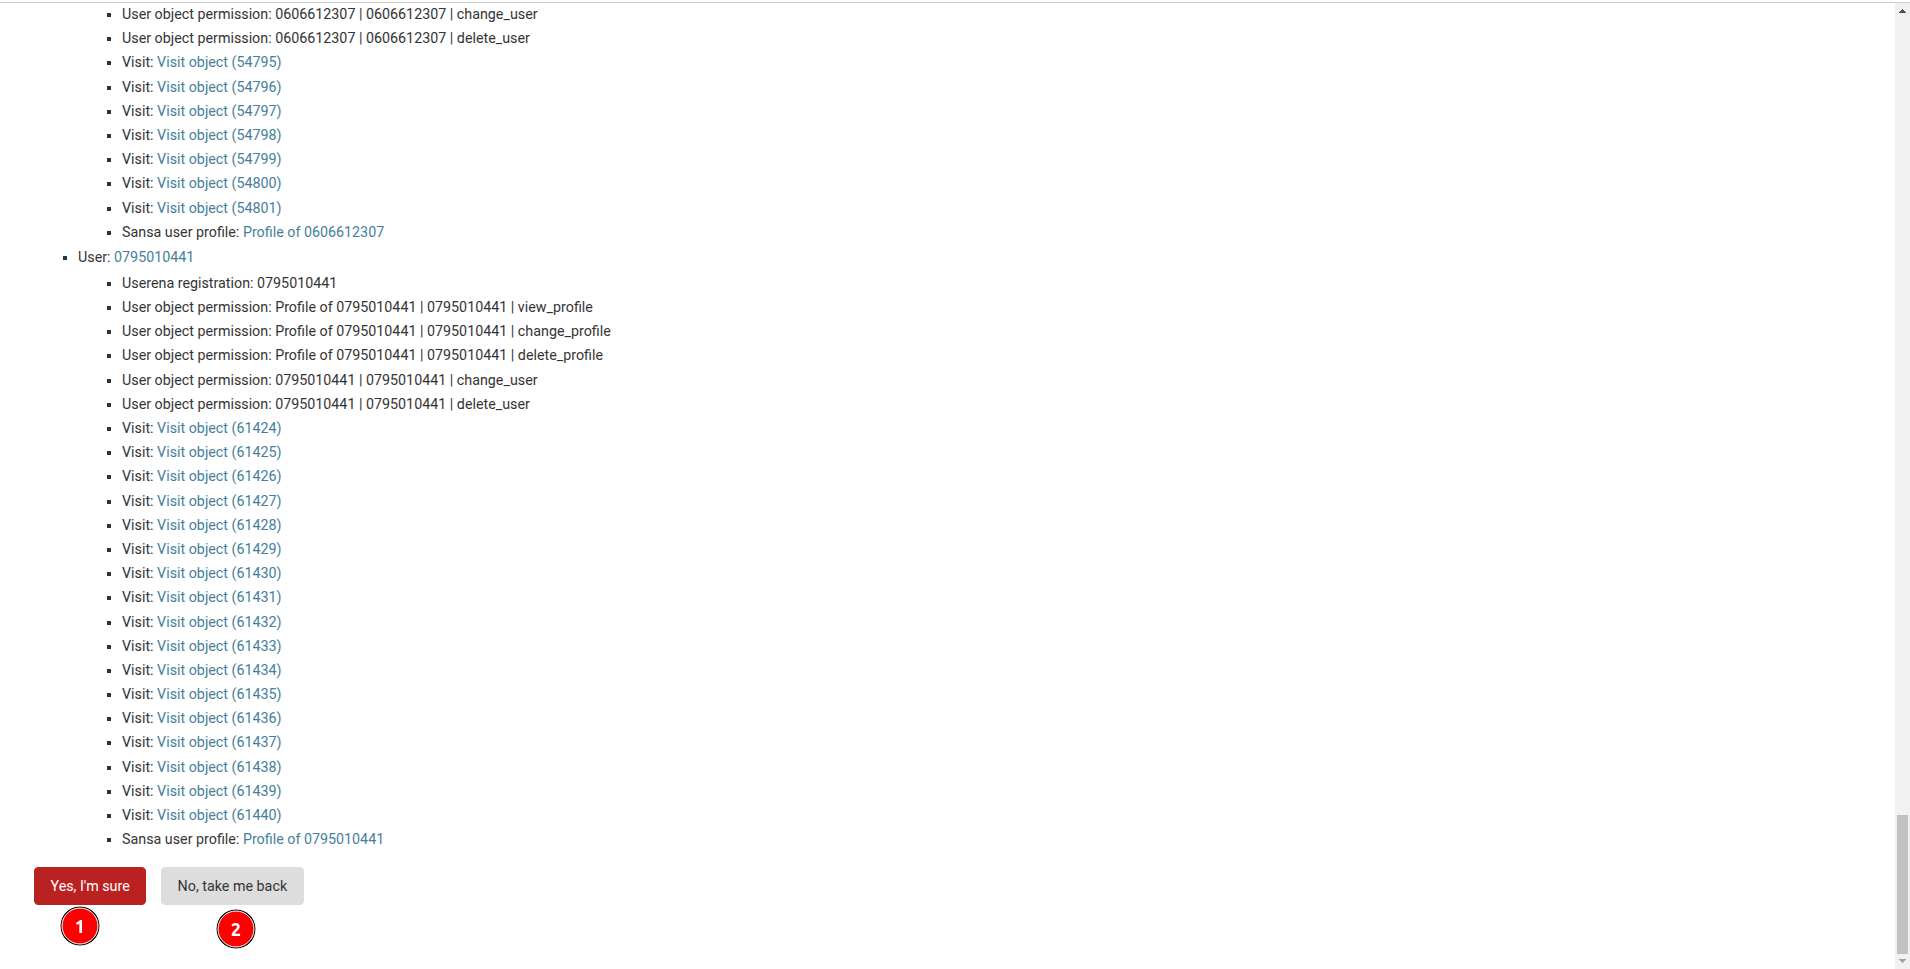 User object permission: 0606612307 | 0606612307 | change_user
User object permission: 0606612307 | 0606612307 | delete_user
Visit: Visit object (54795)
Visit: Visit object (54796)
Visit: Visit object (54797)
Visit: Visit object (54798)
Visit: Visit object (54799)
Visit: Visit object (54800)
Visit: Visit object (54801)
Sansa user profile: Profile of 0606612307
User: 0795010441
Userena registration: 0795010441
User object permission: Profile of 0795010441 | 0795010441 | view_profile
User object permission: Profile of 0795010441 | 0795010441 | change_profile
User object permission: Profile of 0795010441 | 0795010441 | delete_profile
User object permission: 0795010441 | 0795010441 | change_user
User object permission: 0795010441 | 0795010441 | delete_user
Visit: Visit object (61424)
Visit: Visit object (61425)
Visit: Visit object (61426)
Visit: Visit object (61427)
Visit: Visit object (61428)
Visit: Visit object (61429)
Visit: Visit object (61430)
Visit: Visit object (61431)
Visit: Visit object (61432)
Visit: Visit object (61433)
Visit: Visit object (61434)
Visit: Visit object (61435)
Visit: Visit object (61436)
Visit: Visit object (61437)
Visit: Visit object (61438)
Visit: Visit object (61439)
Visit: Visit object (61440)
Sansa user profile: Profile of 0795010441
Yes, I'm sure No, take me back
1 2